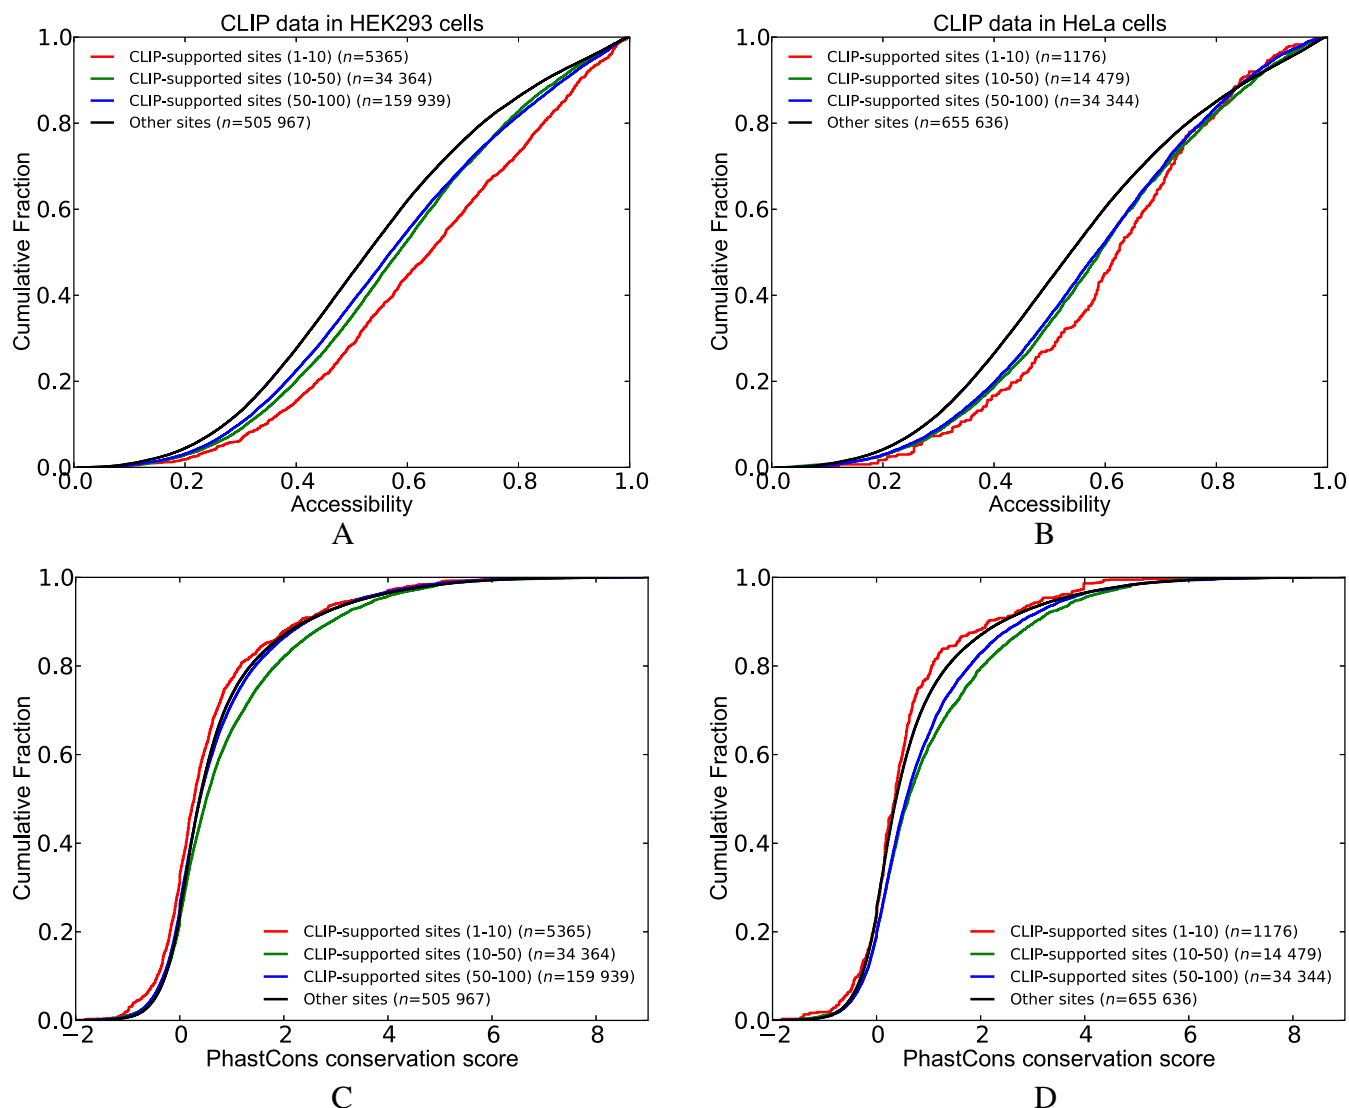 CLIP data in HEK293 cells
1.0
0.8
0.6
0.4
0.2
0.0
Cumulative Fraction
CLIP-supported sites (1-10) (n=5365)
CLIP-supported sites (10-50) (n=34 364)
CLIP-supported sites (50-100) (n=159 939)
Other sites (n=505 967)
0.0 0.2 0.4 0.6 0.8 1.0
Accessibility
A
CLIP data in HeLa cells
1.0
0.8
0.6
0.4
0.2
0.0
Cumulative Fraction
CLIP-supported sites (1-10) (n=1176)
CLIP-supported sites (10-50) (n=14 479)
CLIP-supported sites (50-100) (n=34 344)
Other sites (n=655 636)
0.0 0.2 0.4 0.6 0.8 1.0
Accessibility
B
1.0
0.8
0.6
0.4
0.2
0.0
Cumulative Fraction
CLIP-supported sites (1-10) (n=5365)
CLIP-supported sites (10-50) (n=34 364)
CLIP-supported sites (50-100) (n=159 939)
Other sites (n=505 967)
−2 0 2 4 6 8
PhastCons conservation score
C
1.0
0.8
0.6
0.4
0.2
0.0
Cumulative Fraction
CLIP-supported sites (1-10) (n=1176)
CLIP-supported sites (10-50) (n=14 479)
CLIP-supported sites (50-100) (n=34 344)
Other sites (n=655 636)
−2 0 2 4 6 8
PhastCons conservation score
D